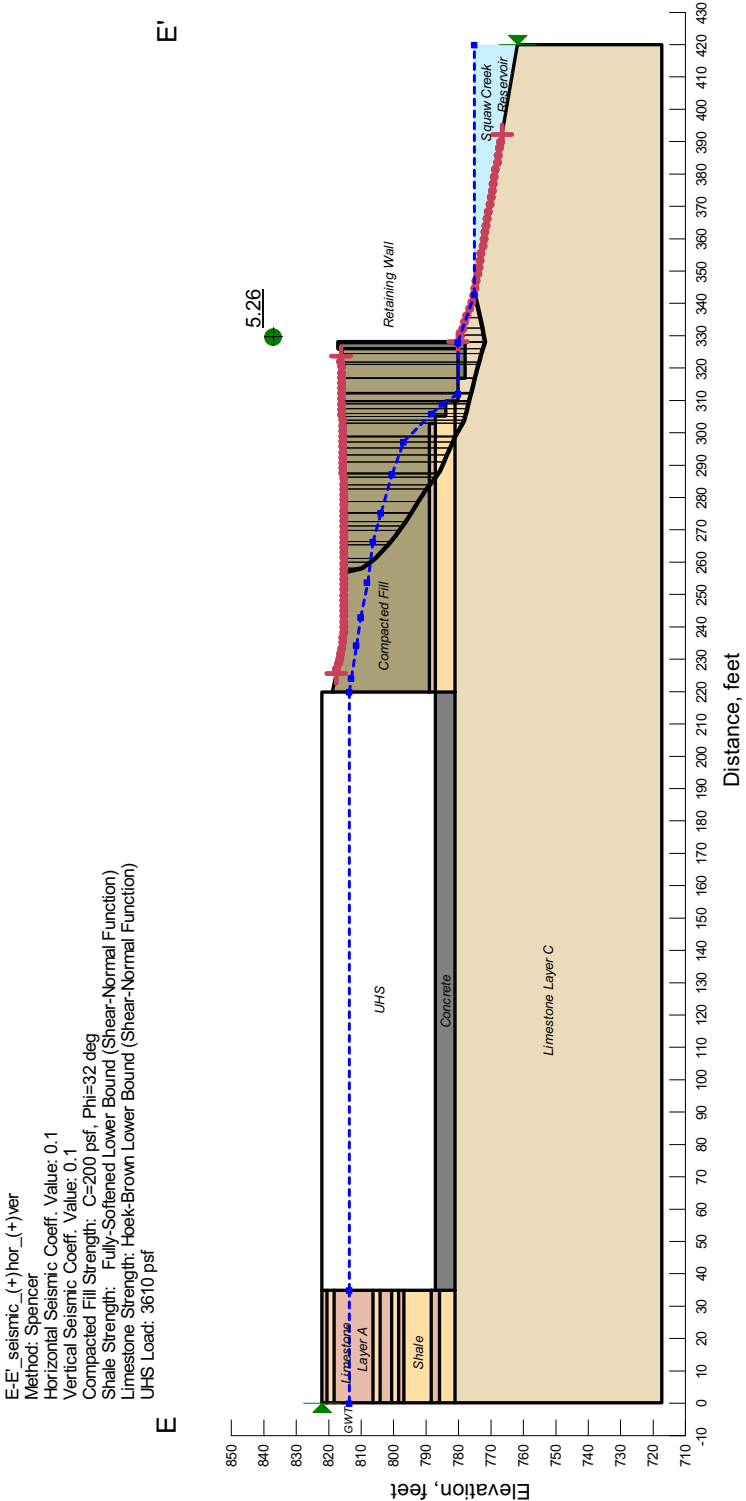 E-E'_seismic_(+)hor_(+)ver
Method: Spencer
Horizontal Seismic Coeff. Value: 0.1
Vertical Seismic Coeff. Value: 0.1
Compacted Fill Strength: C=200 psf, Phi=32 deg
Shale Strength: Fully-Softened Lower Bound (Shear-Normal Function)
Limestone Strength: Hoek-Brown Lower Bound (Shear-Normal Function)
UHS Load: 3610 psf
E
E'
5.26
Retaining Wall
Squaw Creek
Reservoir
Compacted Fill
UHS
Concrete
Limestone
Layer A
Shale
GWT
Limestone Layer C
Elevation, feet
850
840
830
820
810
800
790
780
770
760
750
740
730
720
710
Distance, feet
-10
0
10
20
30
40
50
60
70
80
90
100
110
120
130
140
150
160
170
180
190
200
210
220
230
240
250
260
270
280
290
300
310
320
330
340
350
360
370
380
390
400
410
420
430